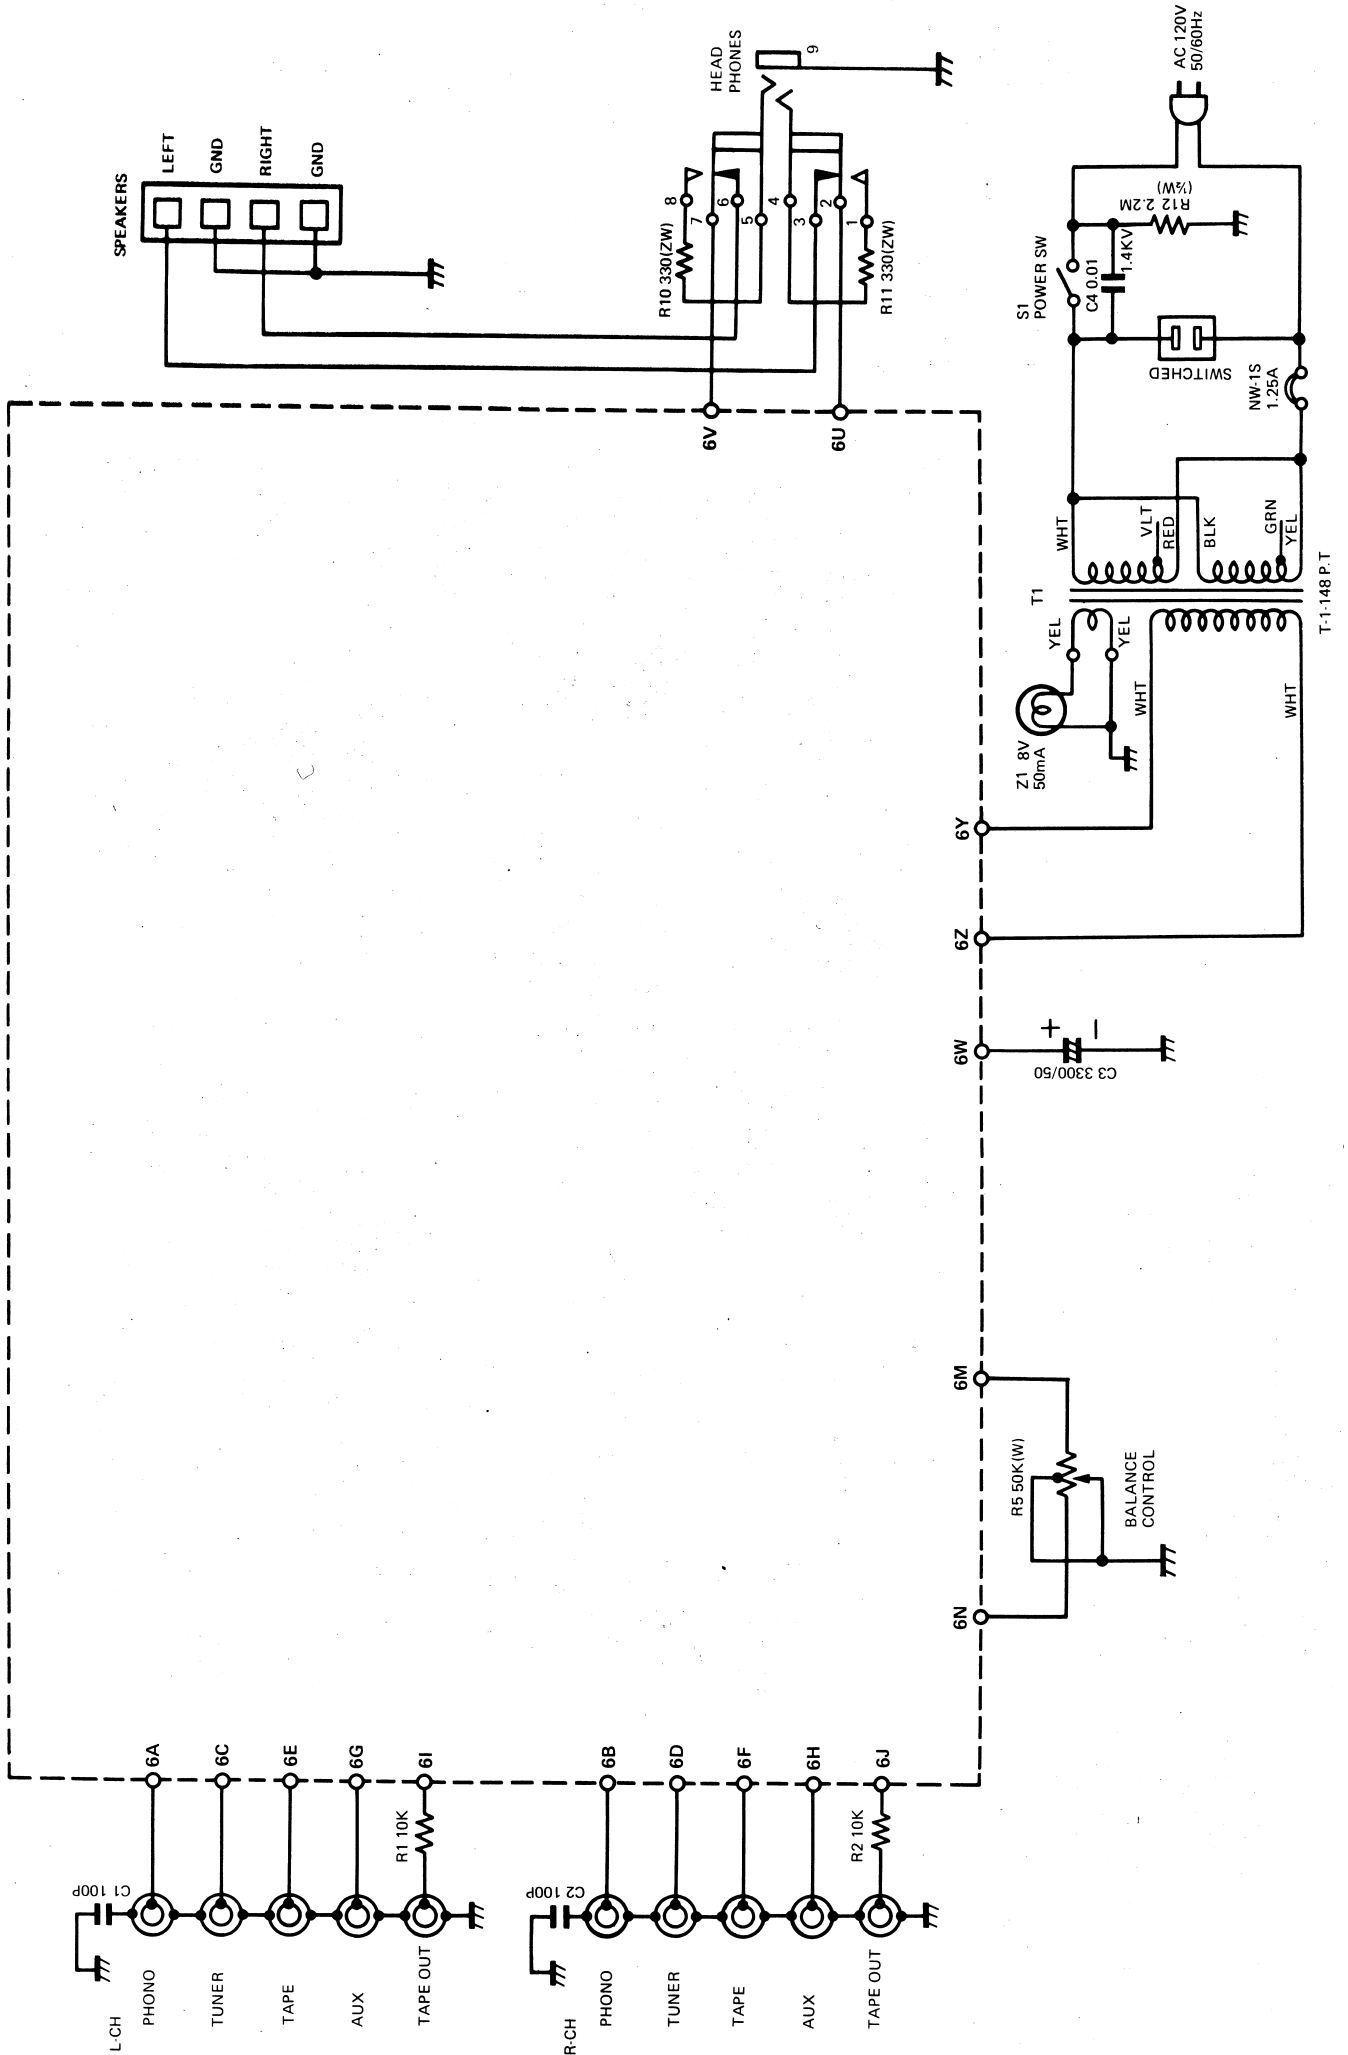 AC 120V
50/60Hz
HEAD
PHONES
9
SPEAKERS
LEFT
GND
RIGHT
GND
8
7
6
5
4
3
2
1
R10 330(ZW)
R11 330(ZW)
R12 2.2M
(½W)
S1
POWER SW
C4 0.01
1.4KV
SWITCHED
NW-1S
1.25A
6V
6U
WHT
VLT
RED
BLK
GRN
YEL
T1
T-1-148 P.T
YEL
YEL
WHT
WHT
Z1 8V
50mA
6Y
6Z
6W
+
−
C3 3300/50
6M
R5 50K(W)
BALANCE
CONTROL
6N
6A
6C
6E
6G
6I
6B
6D
6F
6H
6J
R1 10K
R2 10K
C1 100P
C2 100P
L-CH
PHONO
TUNER
TAPE
AUX
TAPE OUT
R-CH
PHONO
TUNER
TAPE
AUX
TAPE OUT